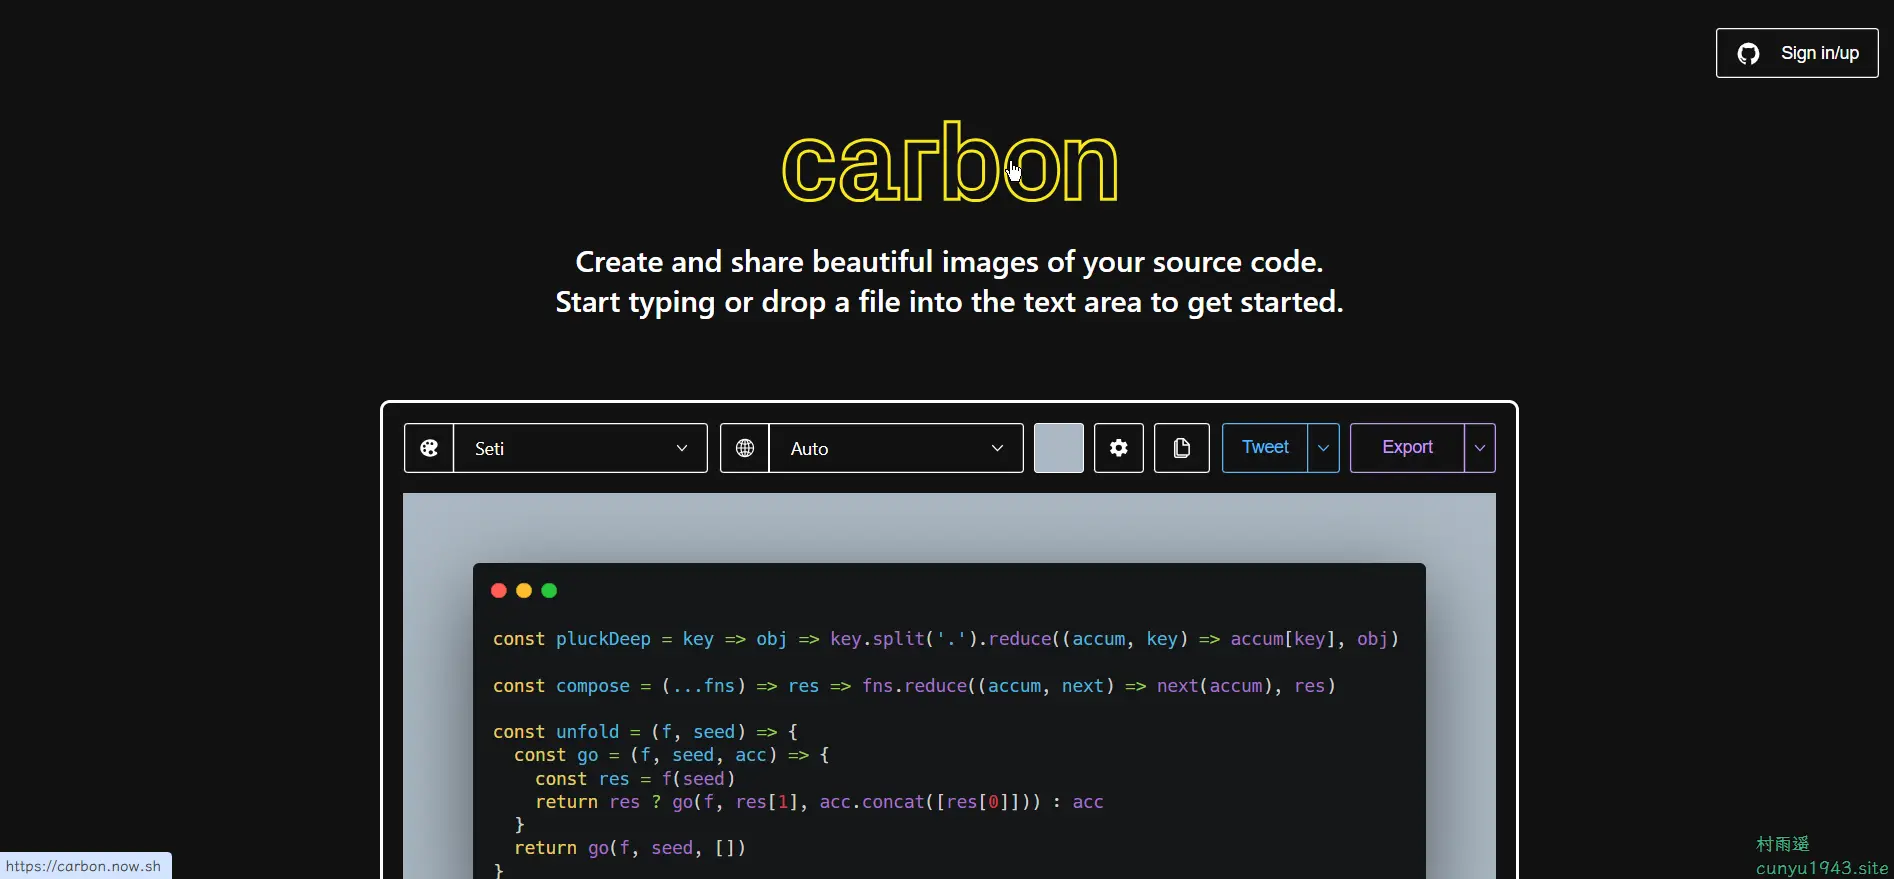 Sign in/up
carbon
Create and share beautiful images of your source code.
Start typing or drop a file into the text area to get started.
Seti
Auto
Tweet
Export
const pluckDeep = key => obj => key.split('.').reduce((accum, key) => accum[key], obj)
const compose = (...fns) => res => fns.reduce((accum, next) => next(accum), res)
const unfold = (f, seed) => {
  const go = (f, seed, acc) => {
    const res = f(seed)
    return res ? go(f, res[1], acc.concat([res[0]])) : acc
  }
  return go(f, seed, [])
}
https://carbon.now.sh
村雨遥
cunyu1943.site